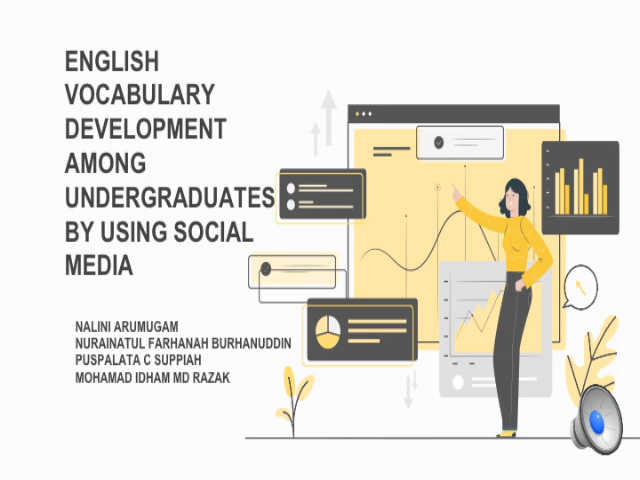 ENGLISH
VOCABULARY
DEVELOPMENT
AMONG
UNDERGRADUATES
BY USING SOCIAL
MEDIA
NALINI ARUMUGAM
NURAINATUL FARHANAH BURHANUDDIN
PUSPALATA C SUPPIAH
MOHAMAD IDHAM MD RAZAK